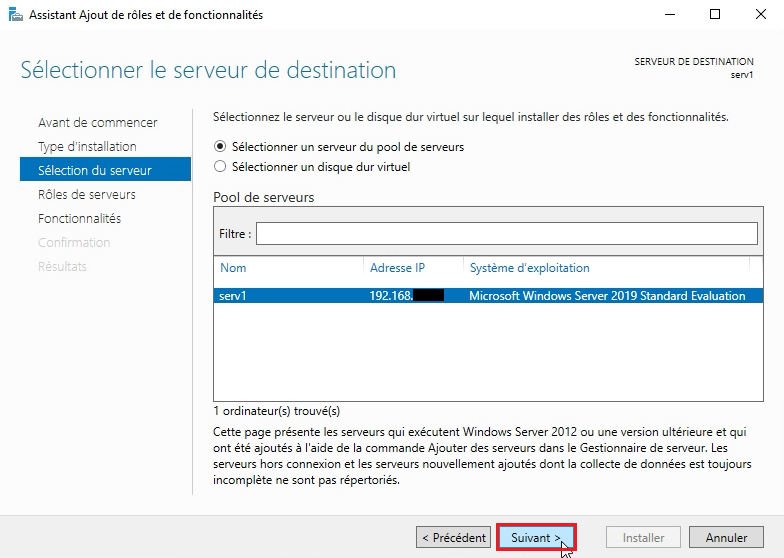 Assistant Ajout de rôles et de fonctionnalités
Sélectionner le serveur de destination
SERVEUR DE DESTINATION
serv1
Avant de commencer
Type d'installation
Sélection du serveur
Rôles de serveurs
Fonctionnalités
Confirmation
Résultats
Sélectionnez le serveur ou le disque dur virtuel sur lequel installer des rôles et des fonctionnalités.
Sélectionner un serveur du pool de serveurs
Sélectionner un disque dur virtuel
Pool de serveurs
Filtre :
Nom Adresse IP Système d'exploitation
serv1 192.168. Microsoft Windows Server 2019 Standard Evaluation
1 ordinateur(s) trouvé(s)
Cette page présente les serveurs qui exécutent Windows Server 2012 ou une version ultérieure et qui
ont été ajoutés à l'aide de la commande Ajouter des serveurs dans le Gestionnaire de serveur. Les
serveurs hors connexion et les serveurs nouvellement ajoutés dont la collecte de données est toujours
incomplète ne sont pas répertoriés.
< Précédent Suivant > Installer Annuler